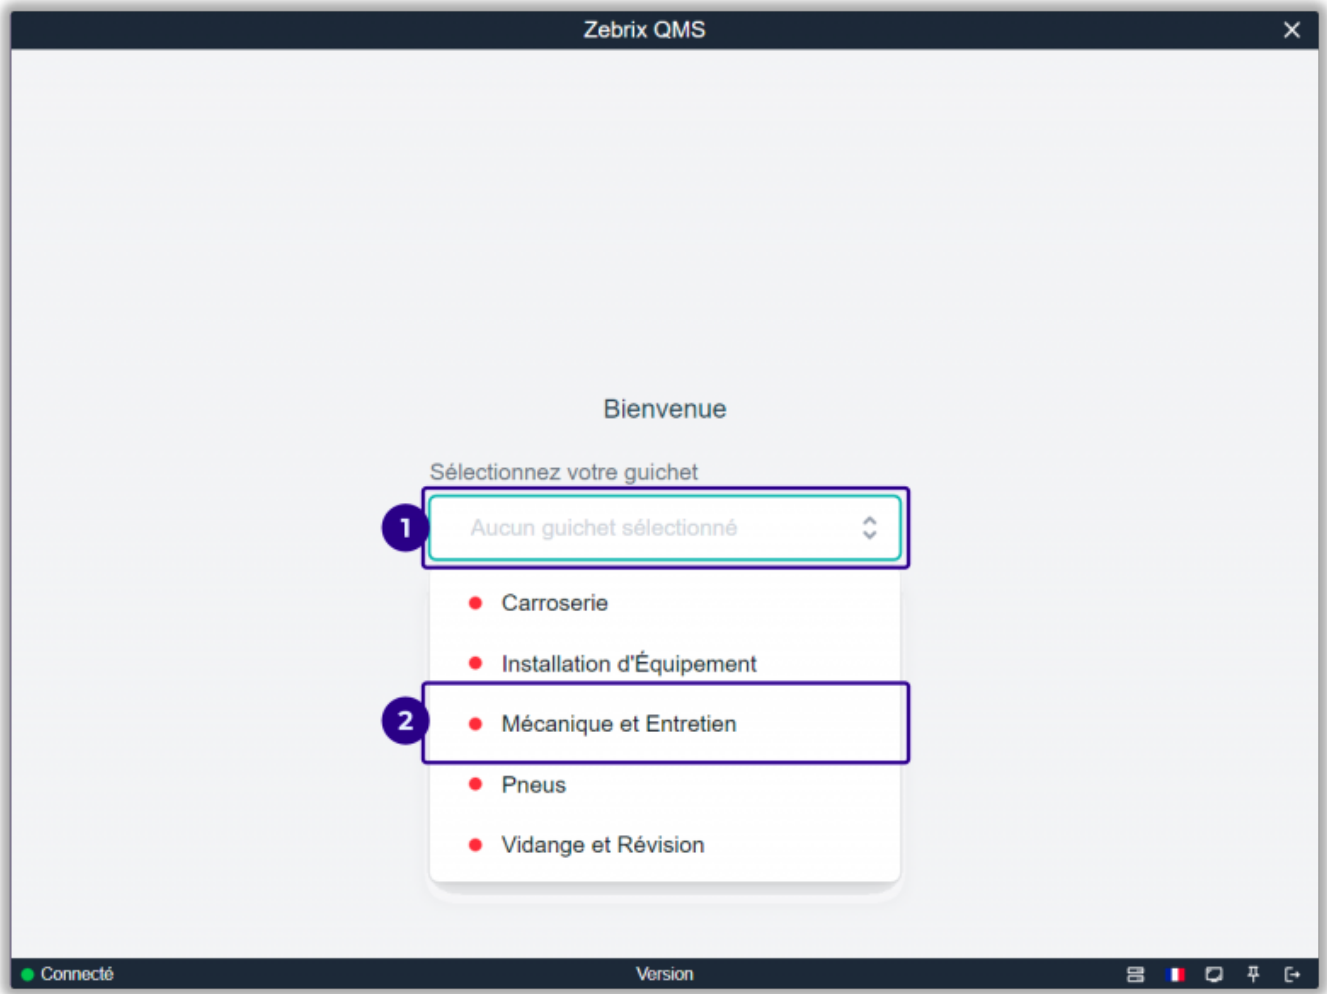 Zebrix QMS
Bienvenue
Sélectionnez votre guichet
1
Aucun guichet sélectionné
Carroserie
Installation d'Équipement
2
Mécanique et Entretien
Pneus
Vidange et Révision
Connecté
Version